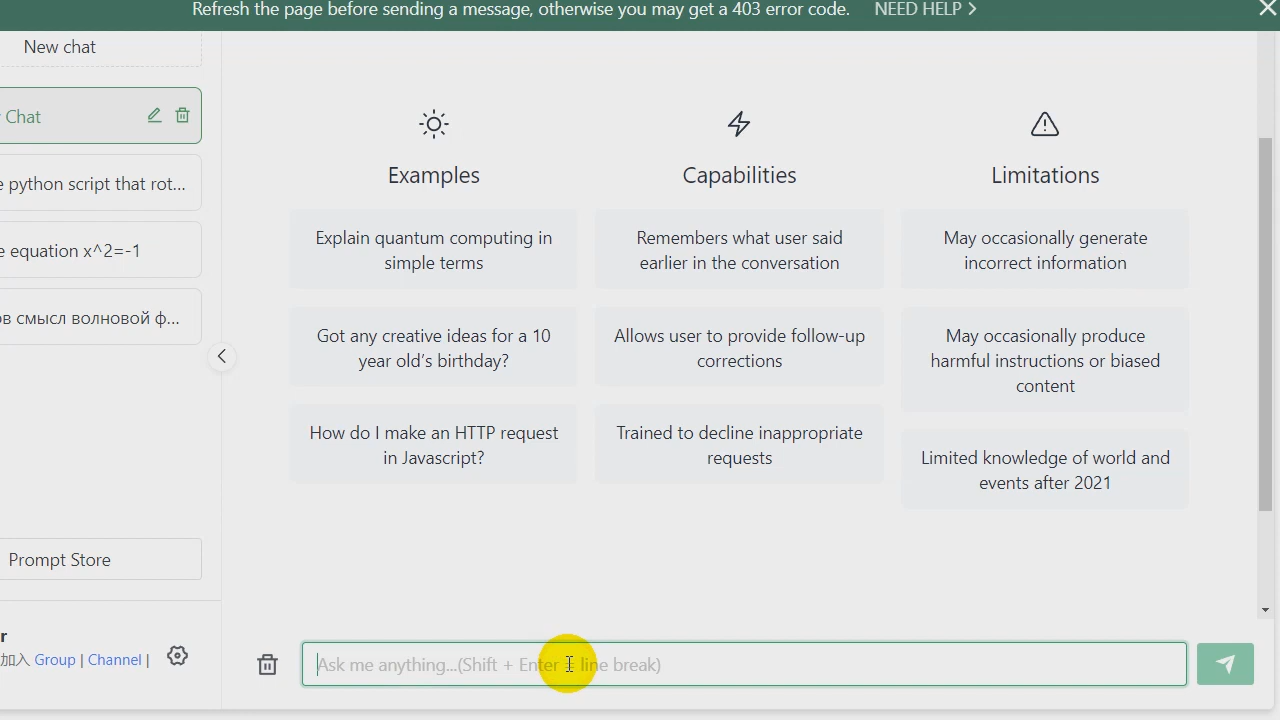 Refresh the page before sending a message, otherwise you may get a 403 error code. NEED HELP >
New chat
Chat
python script that rot...
equation x^2=-1
смысл волновой ф...
Prompt Store
加入 Group | Channel |
Examples
Explain quantum computing in
simple terms
Got any creative ideas for a 10
year old's birthday?
How do I make an HTTP request
in Javascript?
Capabilities
Remembers what user said
earlier in the conversation
Allows user to provide follow-up
corrections
Trained to decline inappropriate
requests
Limitations
May occasionally generate
incorrect information
May occasionally produce
harmful instructions or biased
content
Limited knowledge of world and
events after 2021
Ask me anything...(Shift + Enter = line break)